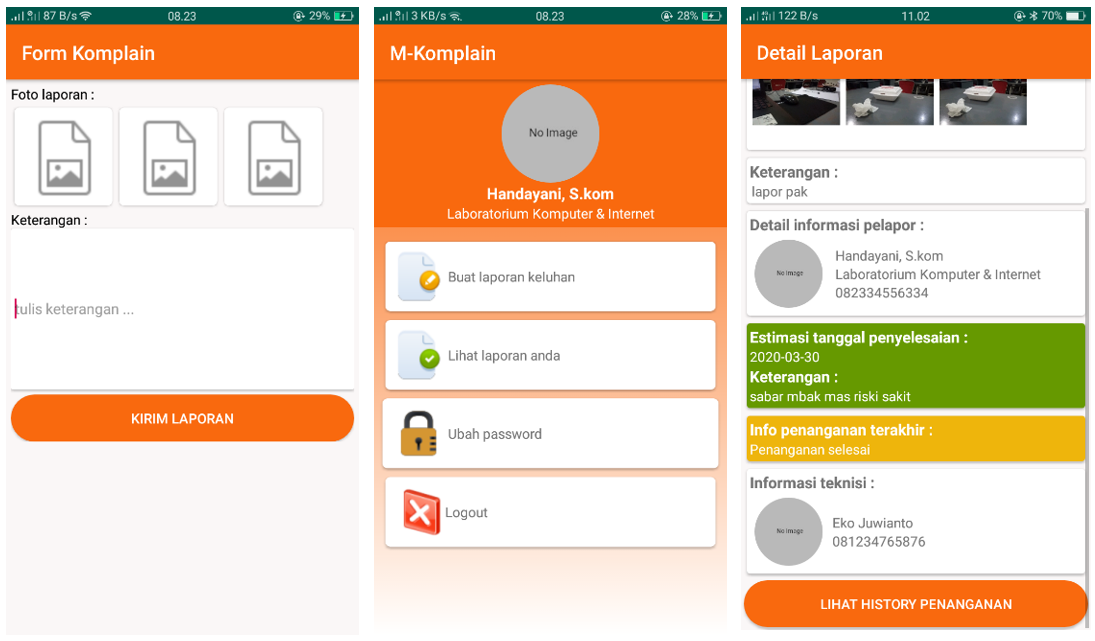 87 B/s
08.23
29%
Form Komplain
Foto laporan :
Keterangan :
tulis keterangan ...
KIRIM LAPORAN
3 KB/s
08.23
28%
M-Komplain
No Image
Handayani, S.kom
Laboratorium Komputer & Internet
Buat laporan keluhan
Lihat laporan anda
Ubah password
Logout
122 B/s
11.02
70%
Detail Laporan
Keterangan :
lapor pak
Detail informasi pelapor :
No Image
Handayani, S.kom
Laboratorium Komputer & Internet
082334556334
Estimasi tanggal penyelesaian :
2020-03-30
Keterangan :
sabar mbak mas riski sakit
Info penanganan terakhir :
Penanganan selesai
Informasi teknisi :
No Image
Eko Juwianto
081234765876
LIHAT HISTORY PENANGANAN